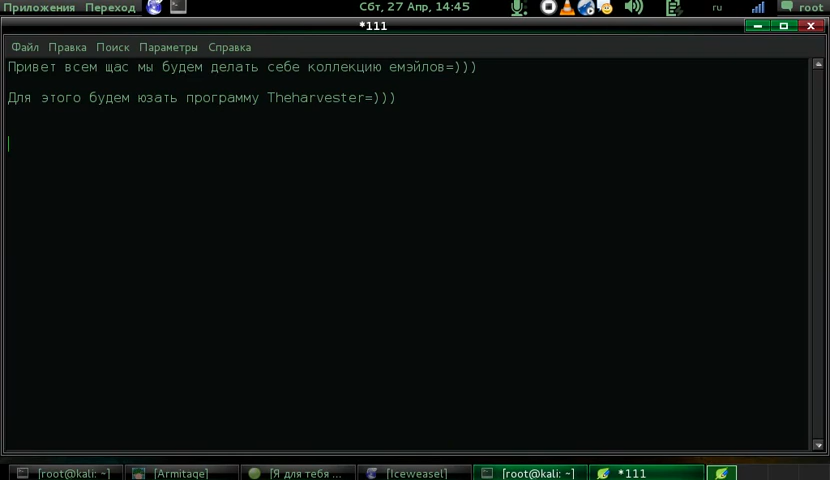 Приложения Переход Сбт, 27 Апр, 14:45 ru root
*111
Файл Правка Поиск Параметры Справка
Привет всем щас мы будем делать себе коллекцию емэйлов=)))
Для этого будем юзать программу Theharvester=)))
[root@kali: ~] [Armitage] [Я для тебя ... [Iceweasel] [root@kali: ~] *111